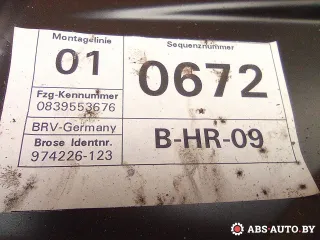 Montagelinie Sequenznummer
01 0672
Fzg-Kennummer
0839553676
BRV-Germany B-HR-09
Brose Identnr.
974226-123
ABS-AUTO.BY